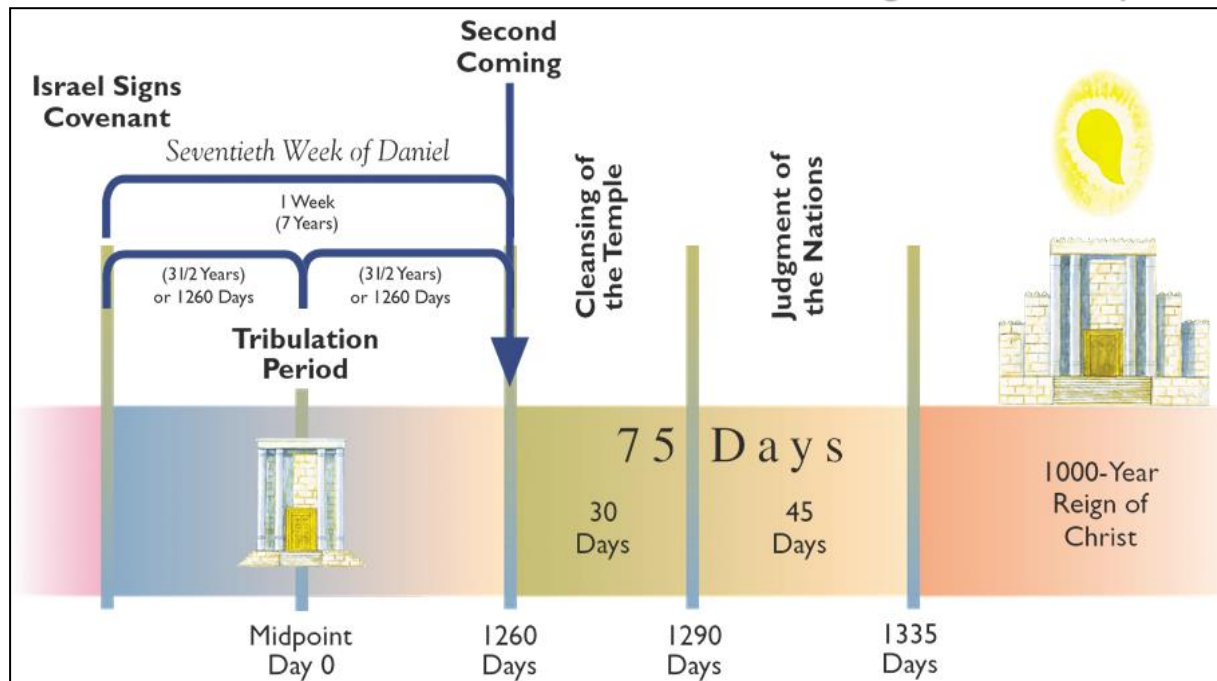 Second
Coming
Israel Signs
Covenant
Seventieth Week of Daniel
1 Week
(7 Years)
(31/2 Years)
or 1260 Days
(31/2 Years)
or 1260 Days
Tribulation
Period
Cleansing of
the Temple
Judgment of
the Nations
75 Days
30
Days
45
Days
1000-Year
Reign of
Christ
Midpoint
Day 0
1260
Days
1290
Days
1335
Days